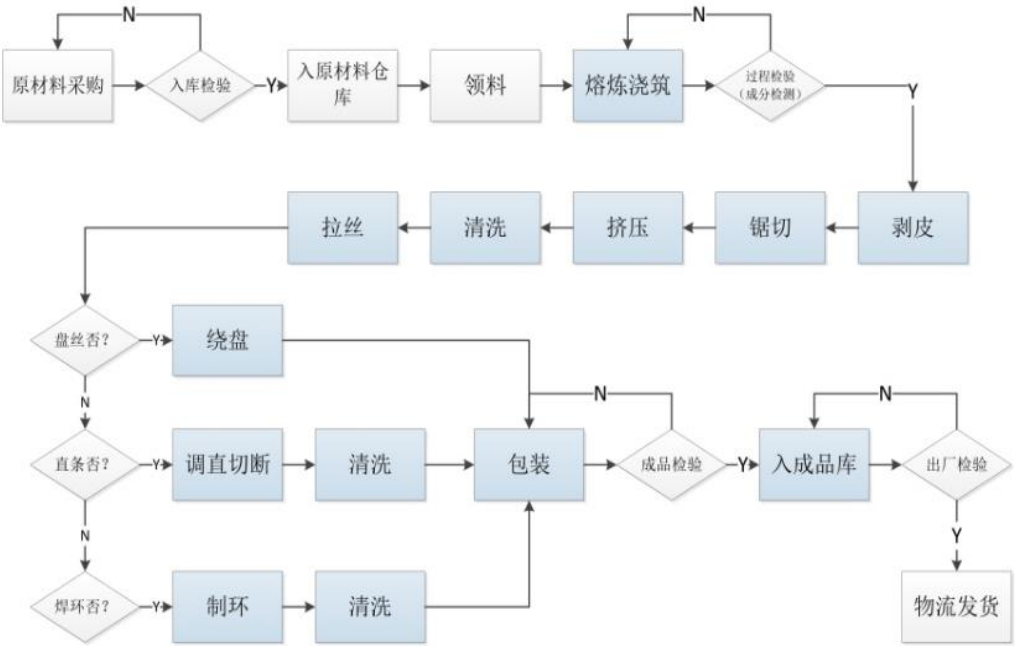 N
N
原材料采购
入库检验
Y
入原材料仓
库
领料
熔炼浇筑
过程检验
（成分检测）
Y
拉丝
清洗
挤压
锯切
剥皮
盘丝否？
Y
绕盘
N
N
N
直条否？
Y
调直切断
清洗
包装
成品检验
Y
入成品库
出厂检验
N
Y
焊环否？
Y
制环
清洗
物流发货